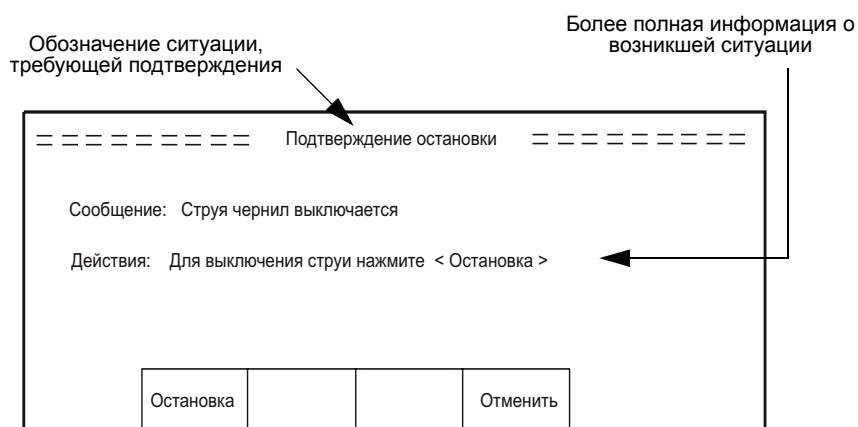 Более полная информация о
возникшей ситуации
Обозначение ситуации,
требующей подтверждения
= = = = = = = = = Подтверждение остановки = = = = = = = = =
Сообщение: Струя чернил выключается
Действия: Для выключения струи нажмите < Остановка >
Остановка Отменить